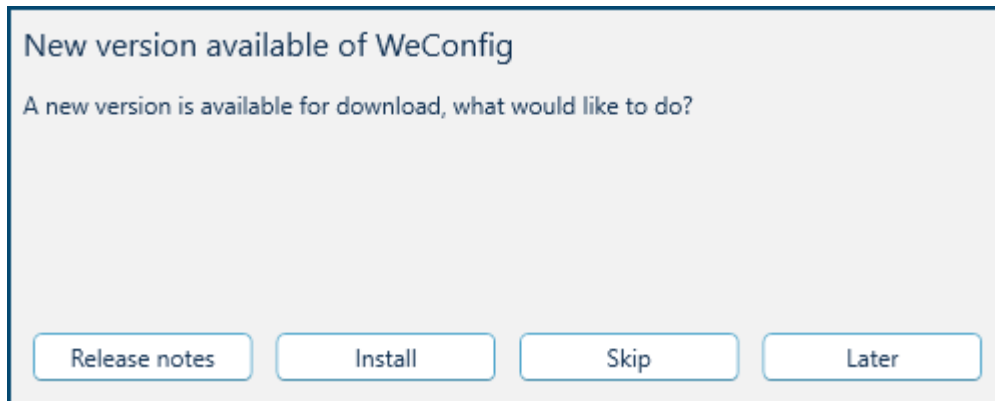 New version available of WeConfig
A new version is available for download, what would like to do?
Release notes Install Skip Later